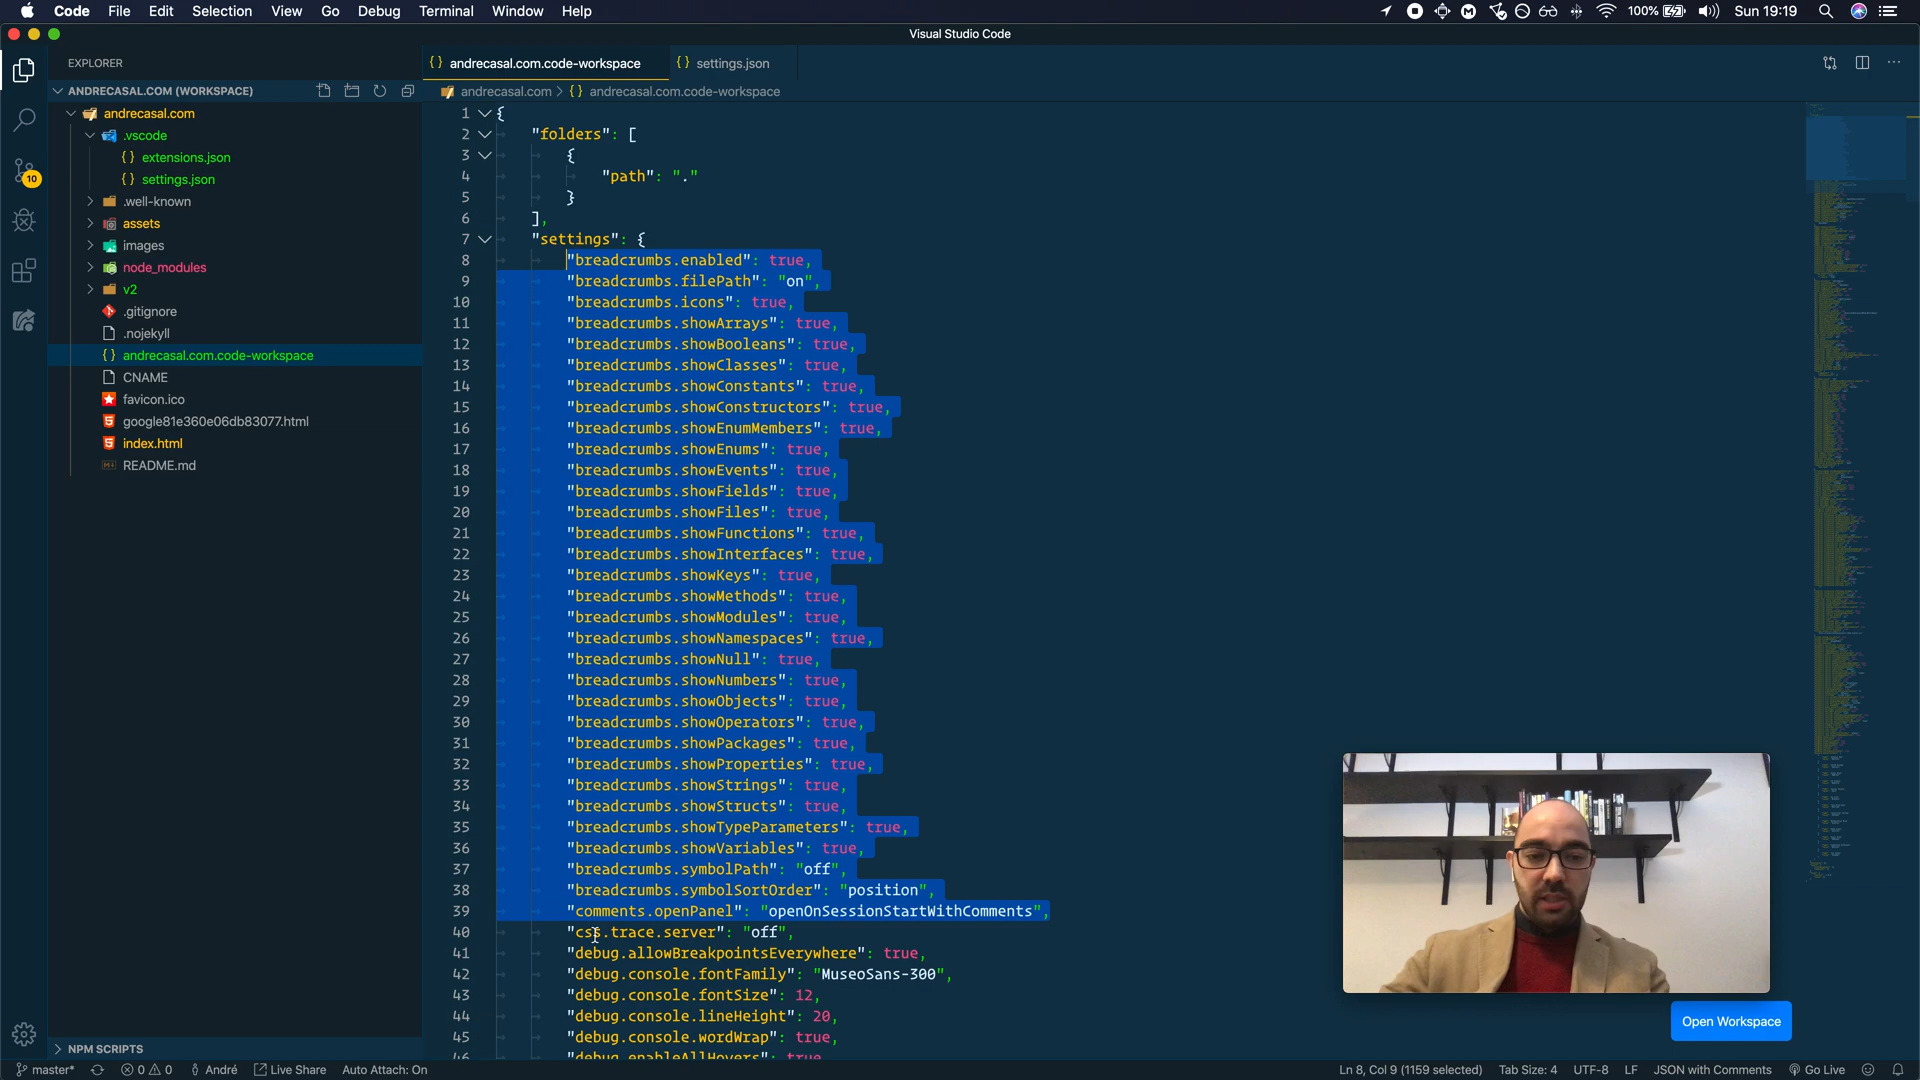 Code File Edit Selection View Go Debug Terminal Window Help
100%
Sun 19:19
Visual Studio Code
EXPLORER
andrecasal.com.code-workspace
settings.json
ANDRECASAL.COM (WORKSPACE)
andrecasal.com > {} andrecasal.com.code-workspace
andrecasal.com
.vscode
{} extensions.json
{} settings.json
.well-known
assets
images
node_modules
v2
.gitignore
.nojekyll
{} andrecasal.com.code-workspace
CNAME
favicon.ico
google81e360e06db83077.html
index.html
README.md
10
NPM SCRIPTS
1 {
2 "folders": [
3 {
4 "path": "."
5 }
6 ],
7 "settings": {
8 "breadcrumbs.enabled": true,
9 "breadcrumbs.filePath": "on",
10 "breadcrumbs.icons": true,
11 "breadcrumbs.showArrays": true,
12 "breadcrumbs.showBooleans": true,
13 "breadcrumbs.showClasses": true,
14 "breadcrumbs.showConstants": true,
15 "breadcrumbs.showConstructors": true,
16 "breadcrumbs.showEnumMembers": true,
17 "breadcrumbs.showEnums": true,
18 "breadcrumbs.showEvents": true,
19 "breadcrumbs.showFields": true,
20 "breadcrumbs.showFiles": true,
21 "breadcrumbs.showFunctions": true,
22 "breadcrumbs.showInterfaces": true,
23 "breadcrumbs.showKeys": true,
24 "breadcrumbs.showMethods": true,
25 "breadcrumbs.showModules": true,
26 "breadcrumbs.showNamespaces": true,
27 "breadcrumbs.showNull": true,
28 "breadcrumbs.showNumbers": true,
29 "breadcrumbs.showObjects": true,
30 "breadcrumbs.showOperators": true,
31 "breadcrumbs.showPackages": true,
32 "breadcrumbs.showProperties": true,
33 "breadcrumbs.showStrings": true,
34 "breadcrumbs.showStructs": true,
35 "breadcrumbs.showTypeParameters": true,
36 "breadcrumbs.showVariables": true,
37 "breadcrumbs.symbolPath": "off",
38 "breadcrumbs.symbolSortOrder": "position",
39 "comments.openPanel": "openOnSessionStartWithComments",
40 "css.trace.server": "off",
41 "debug.allowBreakpointsEverywhere": true,
42 "debug.console.fontFamily": "MuseoSans-300",
43 "debug.console.fontSize": 12,
44 "debug.console.lineHeight": 20,
45 "debug.console.wordWrap": true,
46 "debug.enableAllHovers": true
Open Workspace
master* 0 0 André Live Share Auto Attach: On
Ln 8, Col 9 (1159 selected) Tab Size: 4 UTF-8 LF JSON with Comments Go Live